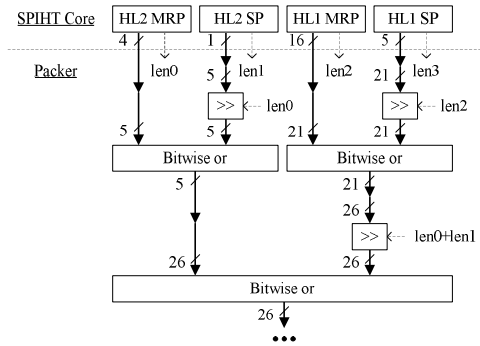 SPIHT Core HL2 MRP HL2 SP HL1 MRP HL1 SP
4 1 16 5
Packer len0 5 len1 len2 21 len3
>> len0 >> len2
5 5 21 21
Bitwise or Bitwise or
5 21
26
>> len0+len1
26 26
Bitwise or
26
•••